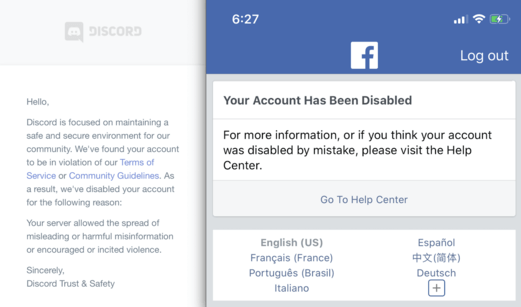 DISCORD
Hello,
Discord is focused on maintaining a
safe and secure environment for our
community. We've found your account
to be in violation of our Terms of
Service or Community Guidelines. As
a result, we've disabled your account
for the following reason:
Your server allowed the spread of
misleading or harmful misinformation
or encouraged or incited violence.
Sincerely,
Discord Trust & Safety
6:27
f
Log out
Your Account Has Been Disabled
For more information, or if you think your account
was disabled by mistake, please visit the Help
Center.
Go To Help Center
English (US)
Español
Français (France)
中文(简体)
Português (Brasil)
Deutsch
Italiano
+